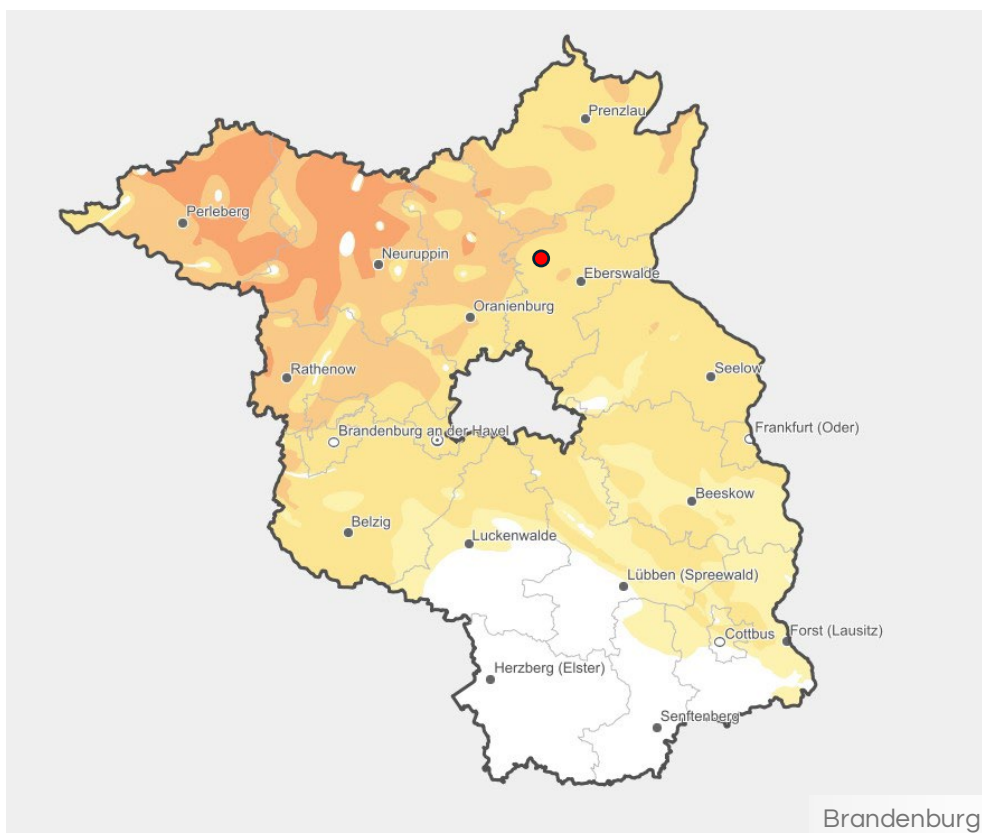 Prenzlau
Perleberg
Neuruppin
Eberswalde
Oranienburg
Rathenow
Seelow
Brandenburg an der Havel
Frankfurt (Oder)
Beeskow
Belzig
Luckenwalde
Lübben (Spreewald)
Cottbus
Forst (Lausitz)
Herzberg (Elster)
Senftenberg
Brandenburg